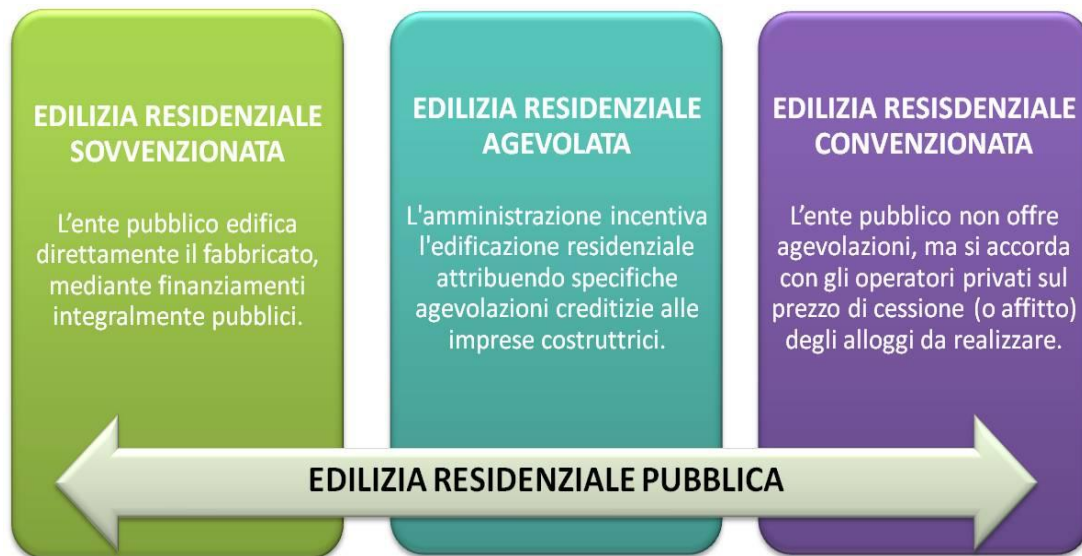 EDILIZIA RESIDENZIALE
SOVVENZIONATA
L’ente pubblico edifica
direttamente il fabbricato,
mediante finanziamenti
integralmente pubblici.
EDILIZIA RESIDENZIALE
AGEVOLATA
L'amministrazione incentiva
l'edificazione residenziale
attribuendo specifiche
agevolazioni creditizie alle
imprese costruttrici.
EDILIZIA RESISDENZIALE
CONVENZIONATA
L’ente pubblico non offre
agevolazioni, ma si accorda
con gli operatori privati sul
prezzo di cessione (o affitto)
degli alloggi da realizzare.
EDILIZIA RESIDENZIALE PUBBLICA